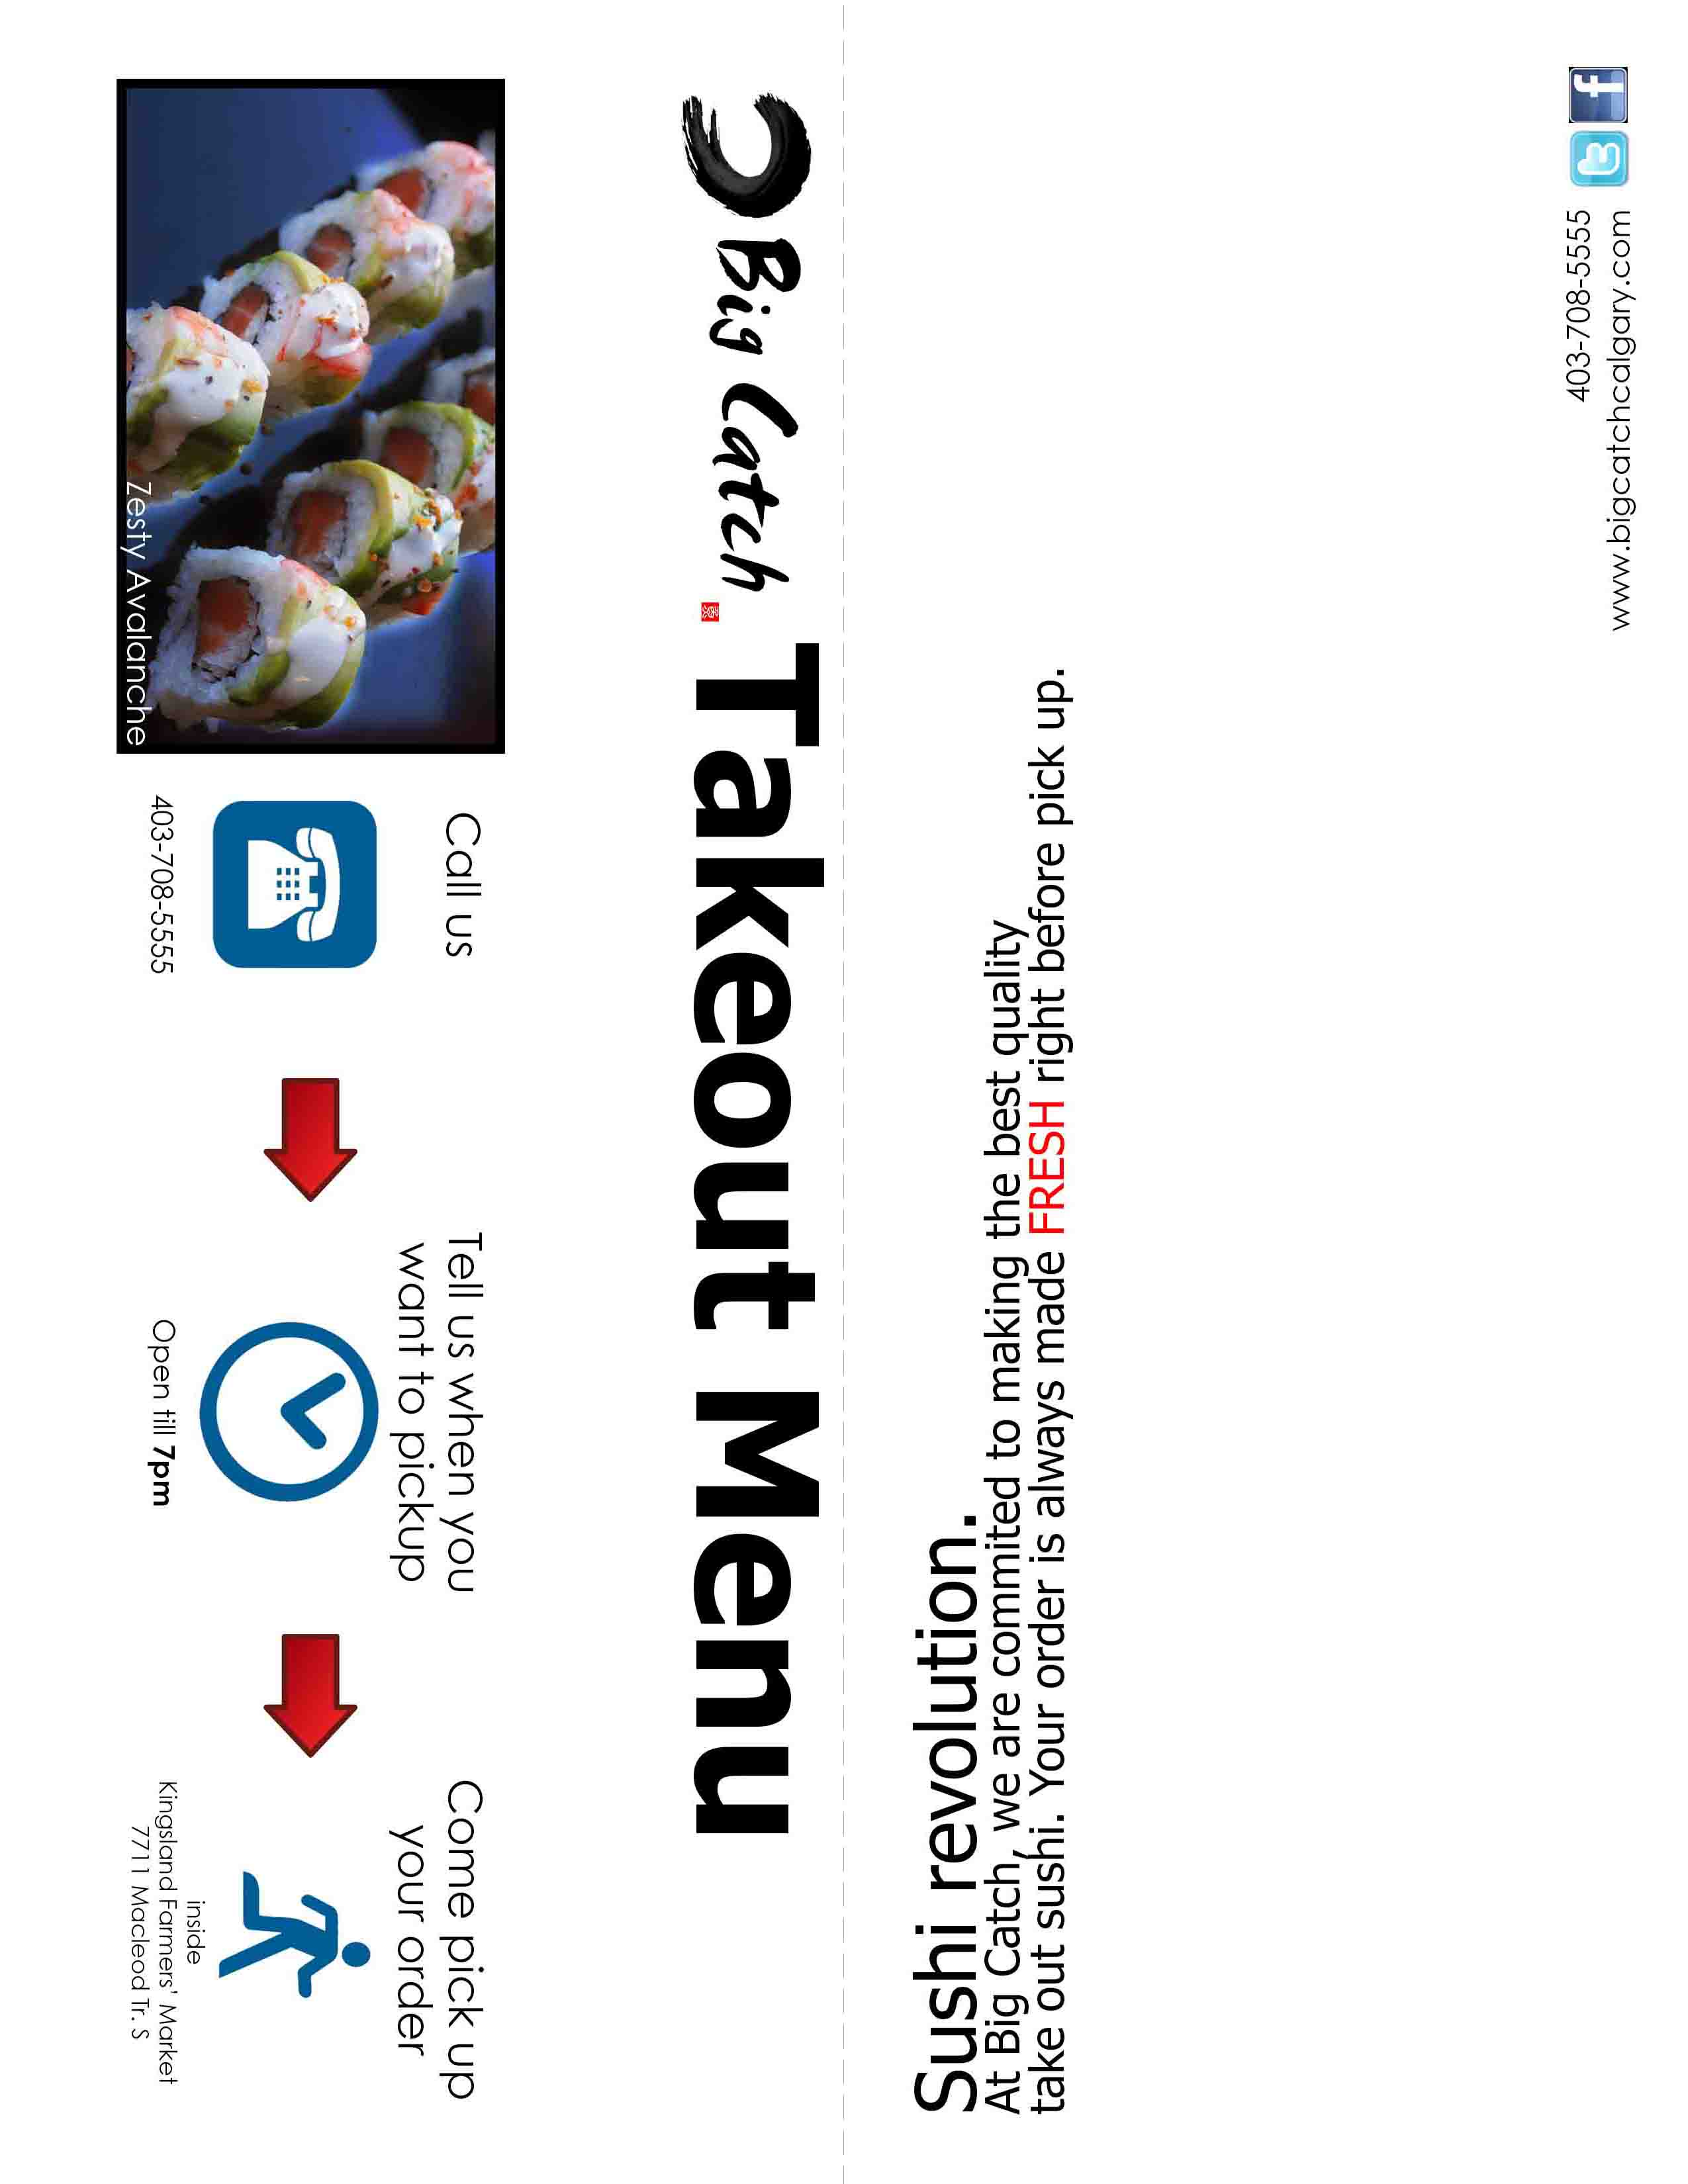 Big Catch Takeout Menu
Zesty Avalanche
Call us
403-708-5555
Tell us when you
want to pickup
Open till 7pm
Come pick up
your order
inside
Kingsland Farmers' Market
7711 Macleod Tr. S
Sushi revolution.
At Big Catch, we are commited to making the best quality
take out sushi. Your order is always made FRESH right before pick up.
403-708-5555
www.bigcatchcalgary.com